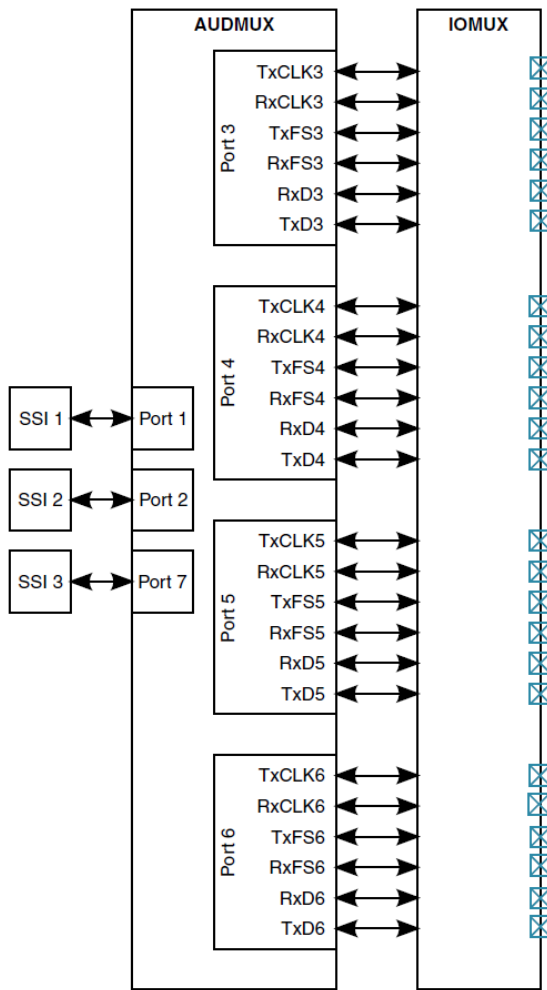 AUDMUX
IOMUX
Port 3
TxCLK3
RxCLK3
TxFS3
RxFS3
RxD3
TxD3
Port 4
TxCLK4
RxCLK4
TxFS4
RxFS4
RxD4
TxD4
SSI 1
Port 1
SSI 2
Port 2
SSI 3
Port 7
Port 5
TxCLK5
RxCLK5
TxFS5
RxFS5
RxD5
TxD5
Port 6
TxCLK6
RxCLK6
TxFS6
RxFS6
RxD6
TxD6